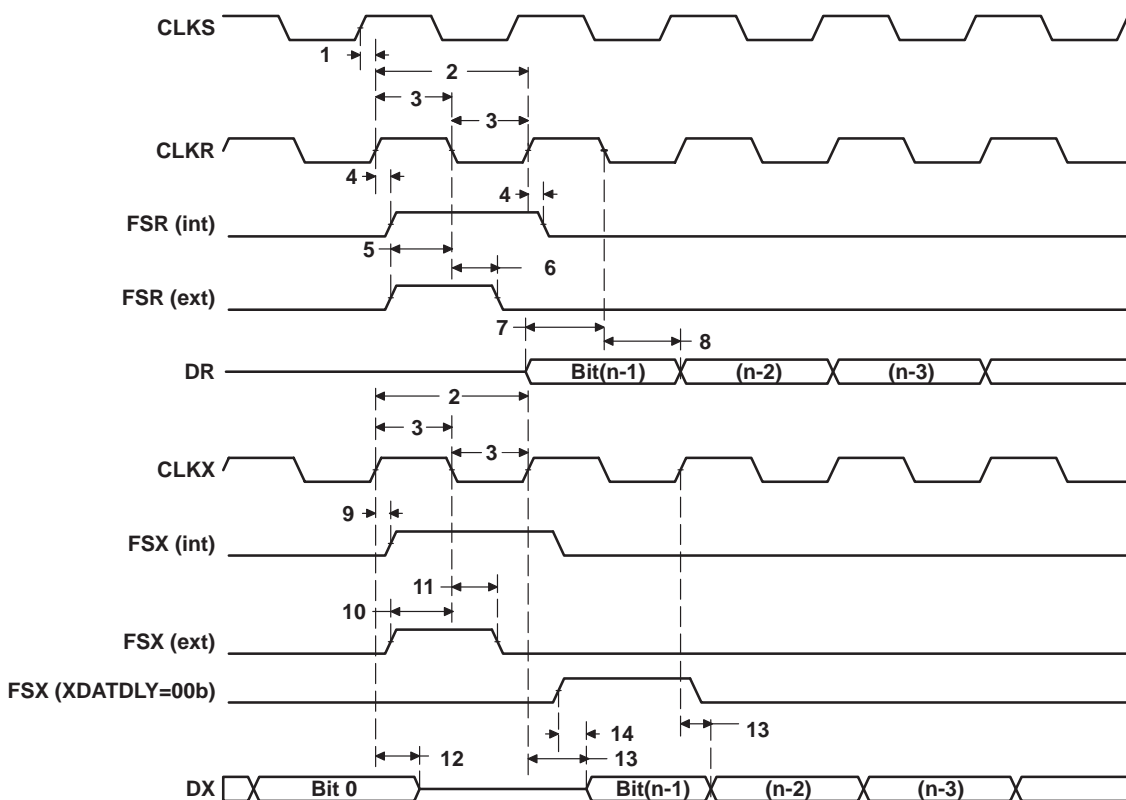 CLKS
1
2
3
3
CLKR
4
4
FSR (int)
5
6
FSR (ext)
7
8
DR
Bit(n-1) (n-2) (n-3)
2
3
3
CLKX
9
FSX (int)
11
10
FSX (ext)
FSX (XDATDLY=00b)
14
13
12
13
DX
Bit 0 Bit(n-1) (n-2) (n-3)